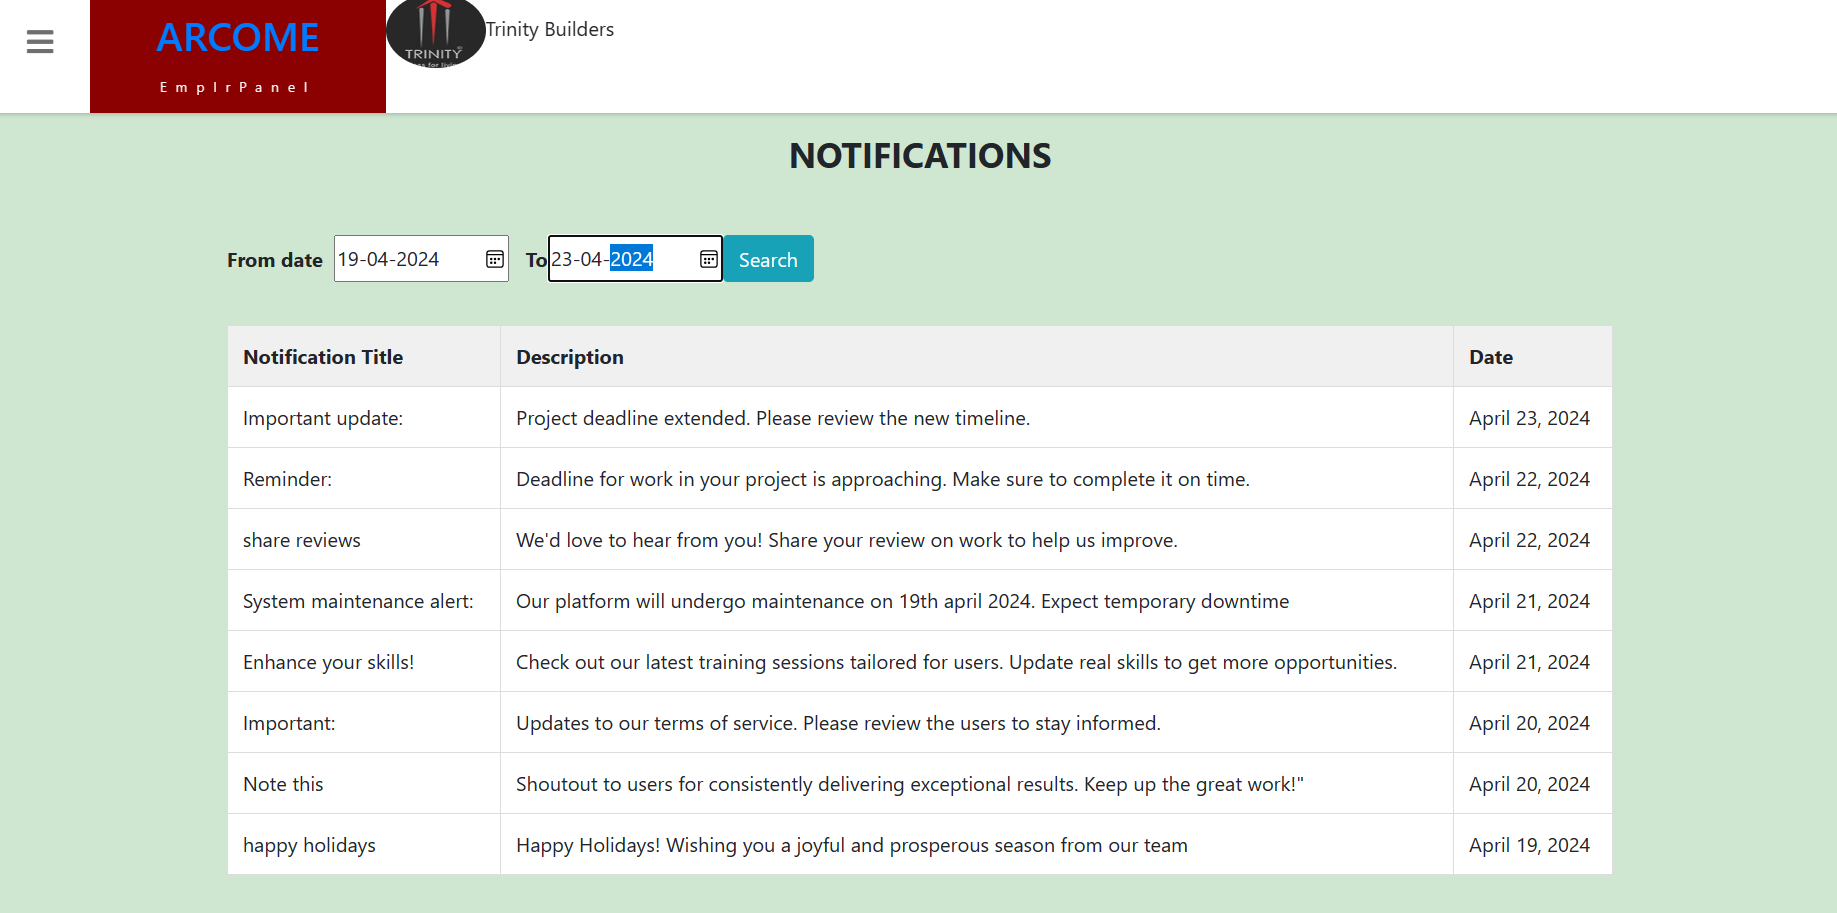 ARCOME
EmplrPanel
TRINITY
Trinity Builders
NOTIFICATIONS
From date 19-04-2024 To 23-04-2024 Search
Notification Title Description Date
Important update: Project deadline extended. Please review the new timeline. April 23, 2024
Reminder: Deadline for work in your project is approaching. Make sure to complete it on time. April 22, 2024
share reviews We'd love to hear from you! Share your review on work to help us improve. April 22, 2024
System maintenance alert: Our platform will undergo maintenance on 19th april 2024. Expect temporary downtime April 21, 2024
Enhance your skills! Check out our latest training sessions tailored for users. Update real skills to get more opportunities. April 21, 2024
Important: Updates to our terms of service. Please review the users to stay informed. April 20, 2024
Note this Shoutout to users for consistently delivering exceptional results. Keep up the great work!" April 20, 2024
happy holidays Happy Holidays! Wishing you a joyful and prosperous season from our team April 19, 2024